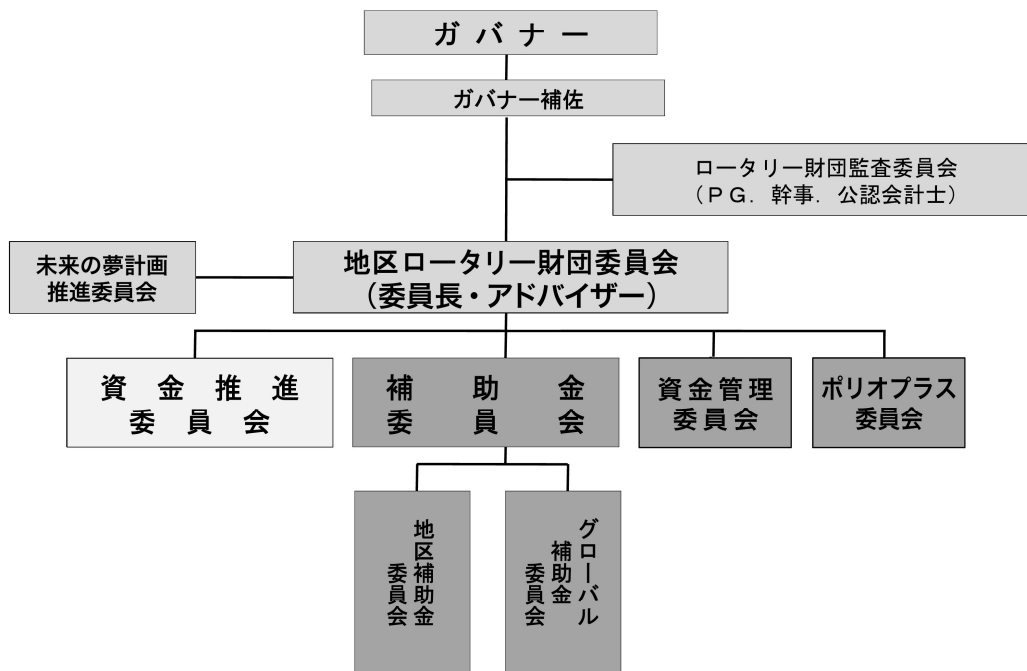 ガバナー
ガバナー補佐
ロータリー財団監査委員会
（ＰＧ．幹事．公認会計士）
未来の夢計画
推進委員会
地区ロータリー財団委員会
（委員長・アドバイザー）
資金推進
委員会
補助金
委員会
資金管理
委員会
ポリオプラス
委員会
地区補助金
委員会
グローバル
補助金
委員会